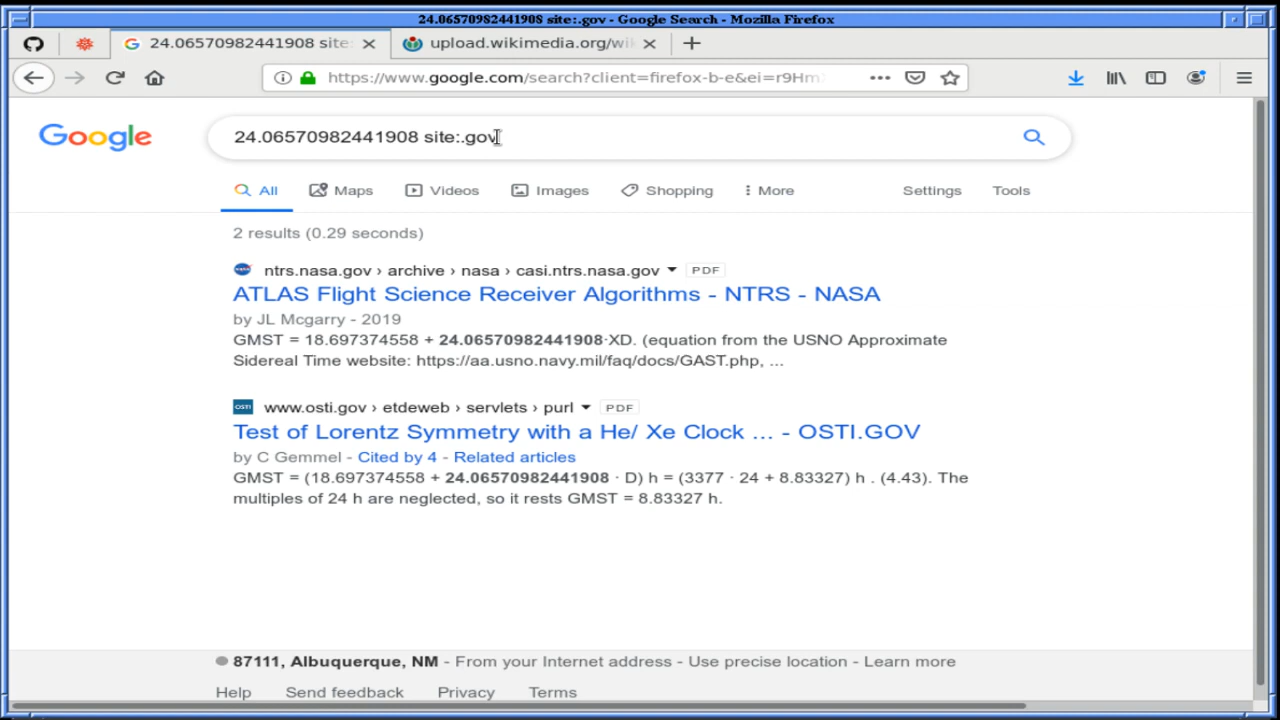 24.06570982441908 site:.gov - Google Search - Mozilla Firefox
24.06570982441908 site:
upload.wikimedia.org/wi
https://www.google.com/search?client=firefox-b-e&ei=r9Hm
Google
24.06570982441908 site:.gov
All
Maps
Videos
Images
Shopping
More
Settings
Tools
2 results (0.29 seconds)
ntrs.nasa.gov › archive › nasa › casi.ntrs.nasa.gov PDF
ATLAS Flight Science Receiver Algorithms - NTRS - NASA
by JL Mcgarry - 2019
GMST = 18.697374558 + 24.06570982441908·XD. (equation from the USNO Approximate
Sidereal Time website: https://aa.usno.navy.mil/faq/docs/GAST.php, ...
OSTI www.osti.gov › etdeweb › servlets › purl PDF
Test of Lorentz Symmetry with a He/ Xe Clock ... - OSTI.GOV
by C Gemmel - Cited by 4 - Related articles
GMST = (18.697374558 + 24.06570982441908 · D) h = (3377 · 24 + 8.83327) h . (4.43). The
multiples of 24 h are neglected, so it rests GMST = 8.83327 h.
87111, Albuquerque, NM - From your Internet address - Use precise location - Learn more
Help
Send feedback
Privacy
Terms